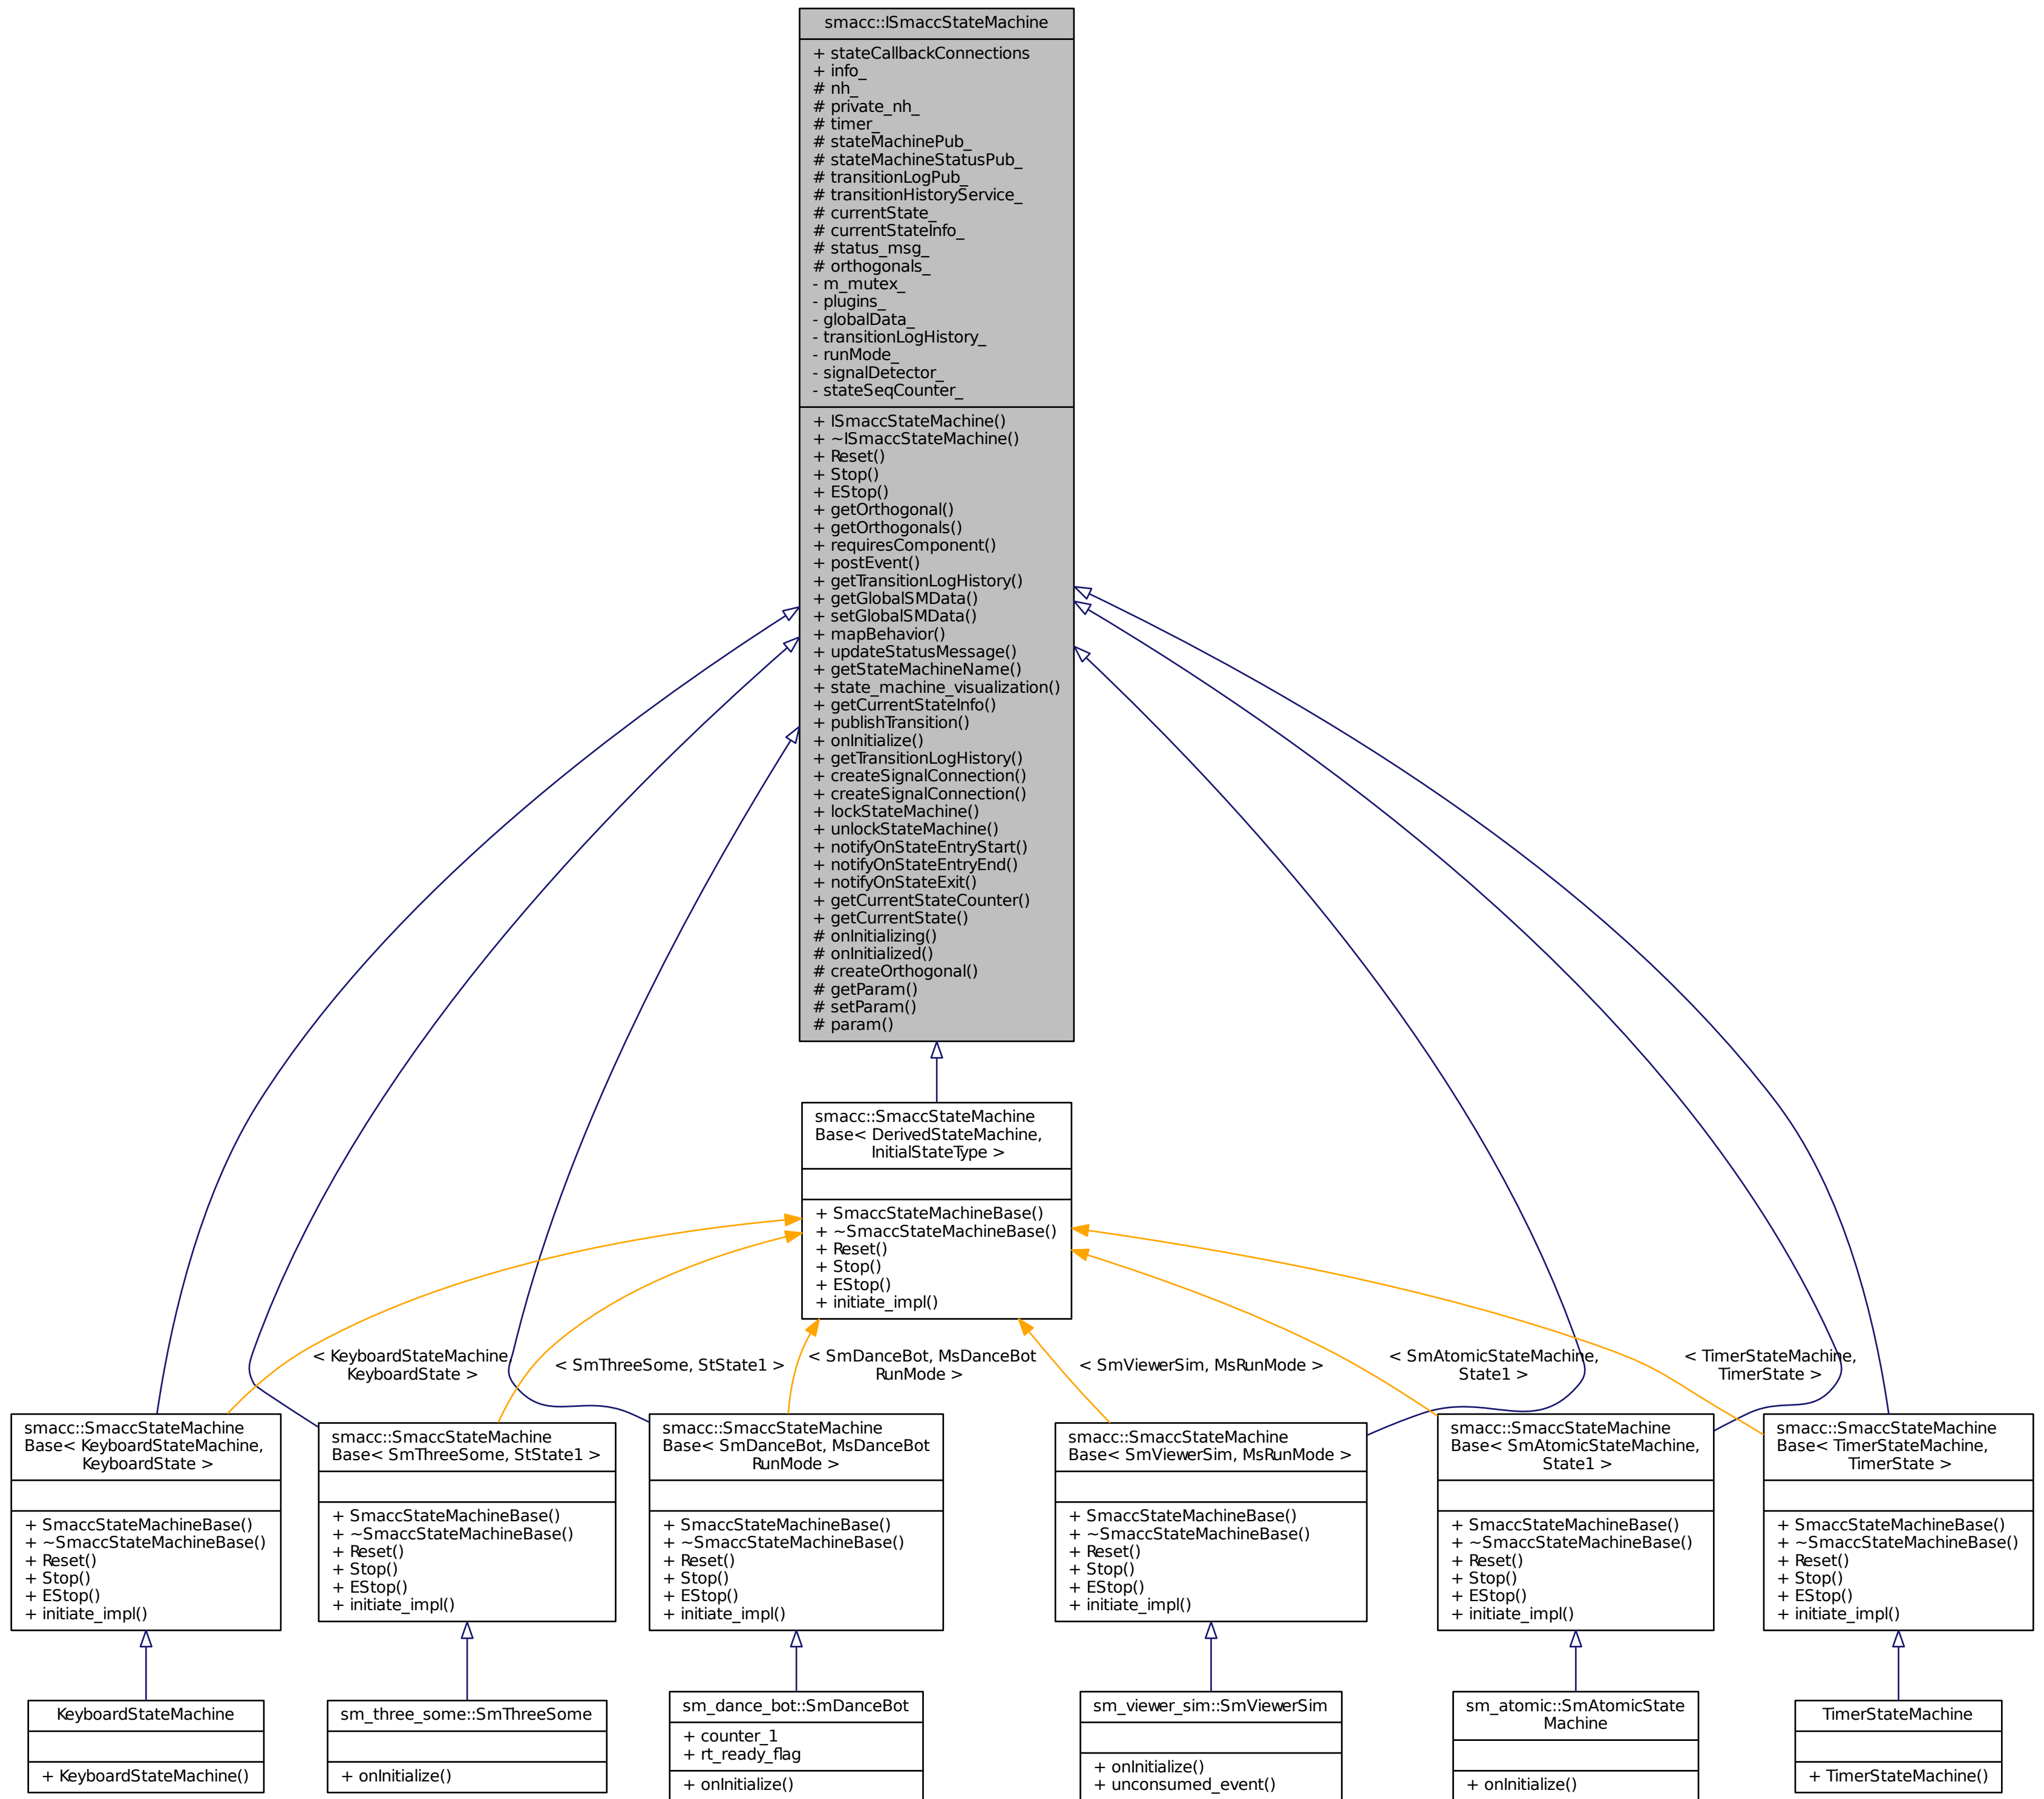 smacc::ISmaccStateMachine
+ stateCallbackConnections
+ info_
# nh_
# private_nh_
# timer_
# stateMachinePub_
# stateMachineStatusPub_
# transitionLogPub_
# transitionHistoryService_
# currentState_
# currentStateInfo_
# status_msg_
# orthogonals_
- m_mutex_
- plugins_
- globalData_
- transitionLogHistory_
- runMode_
- signalDetector_
- stateSeqCounter_
+ ISmaccStateMachine()
+ ~ISmaccStateMachine()
+ Reset()
+ Stop()
+ EStop()
+ getOrthogonal()
+ getOrthogonals()
+ requiresComponent()
+ postEvent()
+ getTransitionLogHistory()
+ getGlobalSMData()
+ setGlobalSMData()
+ mapBehavior()
+ updateStatusMessage()
+ getStateMachineName()
+ state_machine_visualization()
+ getCurrentStateInfo()
+ publishTransition()
+ onInitialize()
+ getTransitionLogHistory()
+ createSignalConnection()
+ createSignalConnection()
+ lockStateMachine()
+ unlockStateMachine()
+ notifyOnStateEntryStart()
+ notifyOnStateEntryEnd()
+ notifyOnStateExit()
+ getCurrentStateCounter()
+ getCurrentState()
# onInitializing()
# onInitialized()
# createOrthogonal()
# getParam()
# setParam()
# param()
smacc::SmaccStateMachine
Base< DerivedStateMachine,
InitialStateType >
+ SmaccStateMachineBase()
+ ~SmaccStateMachineBase()
+ Reset()
+ Stop()
+ EStop()
+ initiate_impl()
< KeyboardStateMachine,
KeyboardState >
< SmThreeSome, StState1 >
< SmDanceBot, MsDanceBot
RunMode >
< SmViewerSim, MsRunMode >
< SmAtomicStateMachine,
State1 >
< TimerStateMachine,
TimerState >
smacc::SmaccStateMachine
Base< KeyboardStateMachine,
KeyboardState >
+ SmaccStateMachineBase()
+ ~SmaccStateMachineBase()
+ Reset()
+ Stop()
+ EStop()
+ initiate_impl()
smacc::SmaccStateMachine
Base< SmThreeSome, StState1 >
+ SmaccStateMachineBase()
+ ~SmaccStateMachineBase()
+ Reset()
+ Stop()
+ EStop()
+ initiate_impl()
smacc::SmaccStateMachine
Base< SmDanceBot, MsDanceBot
RunMode >
+ SmaccStateMachineBase()
+ ~SmaccStateMachineBase()
+ Reset()
+ Stop()
+ EStop()
+ initiate_impl()
smacc::SmaccStateMachine
Base< SmViewerSim, MsRunMode >
+ SmaccStateMachineBase()
+ ~SmaccStateMachineBase()
+ Reset()
+ Stop()
+ EStop()
+ initiate_impl()
smacc::SmaccStateMachine
Base< SmAtomicStateMachine,
State1 >
+ SmaccStateMachineBase()
+ ~SmaccStateMachineBase()
+ Reset()
+ Stop()
+ EStop()
+ initiate_impl()
smacc::SmaccStateMachine
Base< TimerStateMachine,
TimerState >
+ SmaccStateMachineBase()
+ ~SmaccStateMachineBase()
+ Reset()
+ Stop()
+ EStop()
+ initiate_impl()
KeyboardStateMachine
+ KeyboardStateMachine()
sm_three_some::SmThreeSome
+ onInitialize()
sm_dance_bot::SmDanceBot
+ counter_1
+ rt_ready_flag
+ onInitialize()
sm_viewer_sim::SmViewerSim
+ onInitialize()
+ unconsumed_event()
sm_atomic::SmAtomicState
Machine
+ onInitialize()
TimerStateMachine
+ TimerStateMachine()